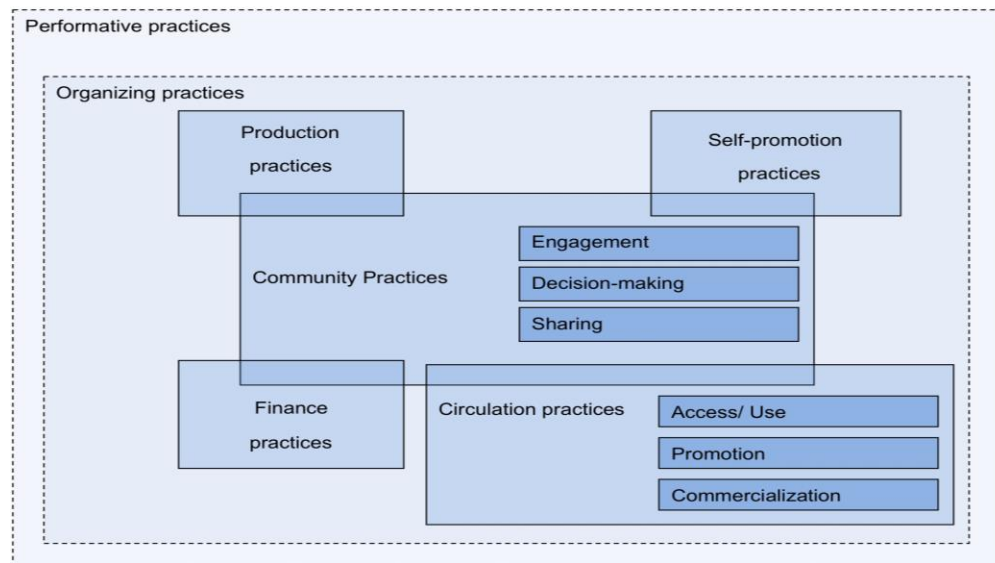 Performative practices
Organizing practices
Production
practices
Self-promotion
practices
Community Practices
Engagement
Decision-making
Sharing
Finance
practices
Circulation practices
Access/ Use
Promotion
Commercialization